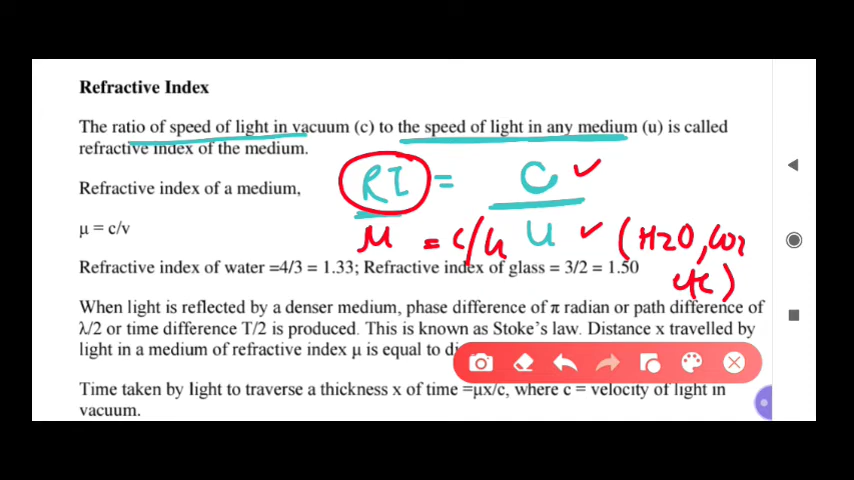 Refractive Index
The ratio of speed of light in vacuum (c) to the speed of light in any medium (u) is called
refractive index of the medium.
RI = C
U
Refractive index of a medium,
μ = c/u (H2O, CO2
etc)
μ = c/v
Refractive index of water =4/3 = 1.33; Refractive index of glass = 3/2 = 1.50
When light is reflected by a denser medium, phase difference of π radian or path difference of
λ/2 or time difference T/2 is produced. This is known as Stoke's law. Distance x travelled by
light in a medium of refractive index μ is equal to
Time taken by light to traverse a thickness x of time =μx/c, where c = velocity of light in
vacuum.